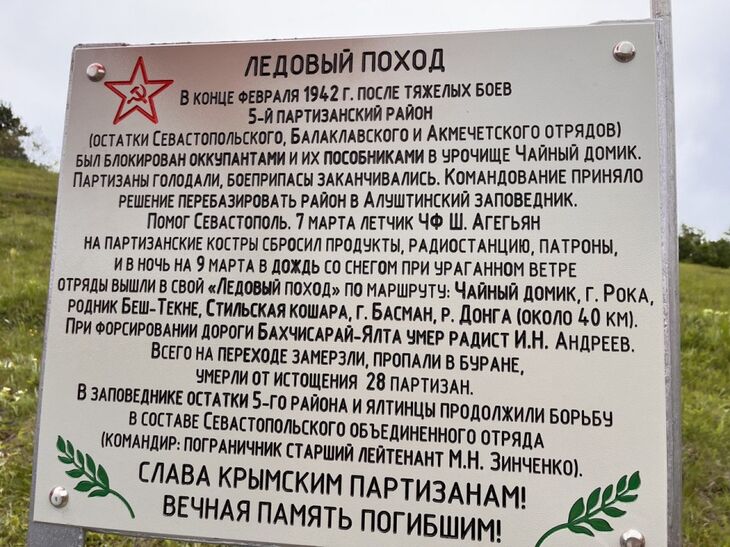 ЛЕДОВЫЙ ПОХОД
В КОНЦЕ ФЕВРАЛЯ 1942 Г. ПОСЛЕ ТЯЖЕЛЫХ БОЕВ
5-Й ПАРТИЗАНСКИЙ РАЙОН
(ОСТАТКИ СЕВАСТОПОЛЬСКОГО, БАЛАКЛАВСКОГО И АКМЕЧЕТСКОГО ОТРЯДОВ)
БЫЛ БЛОКИРОВАН ОККУПАНТАМИ И ИХ ПОСОБНИКАМИ В УРОЧИЩЕ ЧАЙНЫЙ ДОМИК.
ПАРТИЗАНЫ ГОЛОДАЛИ, БОЕПРИПАСЫ ЗАКАНЧИВАЛИСЬ. КОМАНДОВАНИЕ ПРИНЯЛО
РЕШЕНИЕ ПЕРЕБАЗИРОВАТЬ РАЙОН В АЛУШТИНСКИЙ ЗАПОВЕДНИК.
ПОМОГ СЕВАСТОПОЛЬ. 7 МАРТА ЛЕТЧИК ЧФ Ш. АГЕГЬЯН
НА ПАРТИЗАНСКИЕ КОСТРЫ СБРОСИЛ ПРОДУКТЫ, РАДИОСТАНЦИЮ, ПАТРОНЫ,
И В НОЧЬ НА 9 МАРТА В ДОЖДЬ СО СНЕГОМ ПРИ УРАГАННОМ ВЕТРЕ
ОТРЯДЫ ВЫШЛИ В СВОЙ «ЛЕДОВЫЙ ПОХОД» ПО МАРШРУТУ: ЧАЙНЫЙ ДОМИК, Г. РОКА,
РОДНИК БЕШ-ТЕКНЕ, СТИЛЬСКАЯ КОШАРА, Г. БАСМАН, Р. ДОНГА (ОКОЛО 40 КМ).
ПРИ ФОРСИРОВАНИИ ДОРОГИ БАХЧИСАРАЙ-ЯЛТА УМЕР РАДИСТ И.Н. АНДРЕЕВ.
ВСЕГО НА ПЕРЕХОДЕ ЗАМЕРЗЛИ, ПРОПАЛИ В БУРАНЕ,
УМЕРЛИ ОТ ИСТОЩЕНИЯ 28 ПАРТИЗАН.
В ЗАПОВЕДНИКЕ ОСТАТКИ 5-ГО РАЙОНА И ЯЛТИНЦЫ ПРОДОЛЖИЛИ БОРЬБУ
В СОСТАВЕ СЕВАСТОПОЛЬСКОГО ОБЪЕДИНЕННОГО ОТРЯДА
(КОМАНДИР: ПОГРАНИЧНИК СТАРШИЙ ЛЕЙТЕНАНТ М.Н. ЗИНЧЕНКО).
СЛАВА КРЫМСКИМ ПАРТИЗАНАМ!
ВЕЧНАЯ ПАМЯТЬ ПОГИБШИМ!